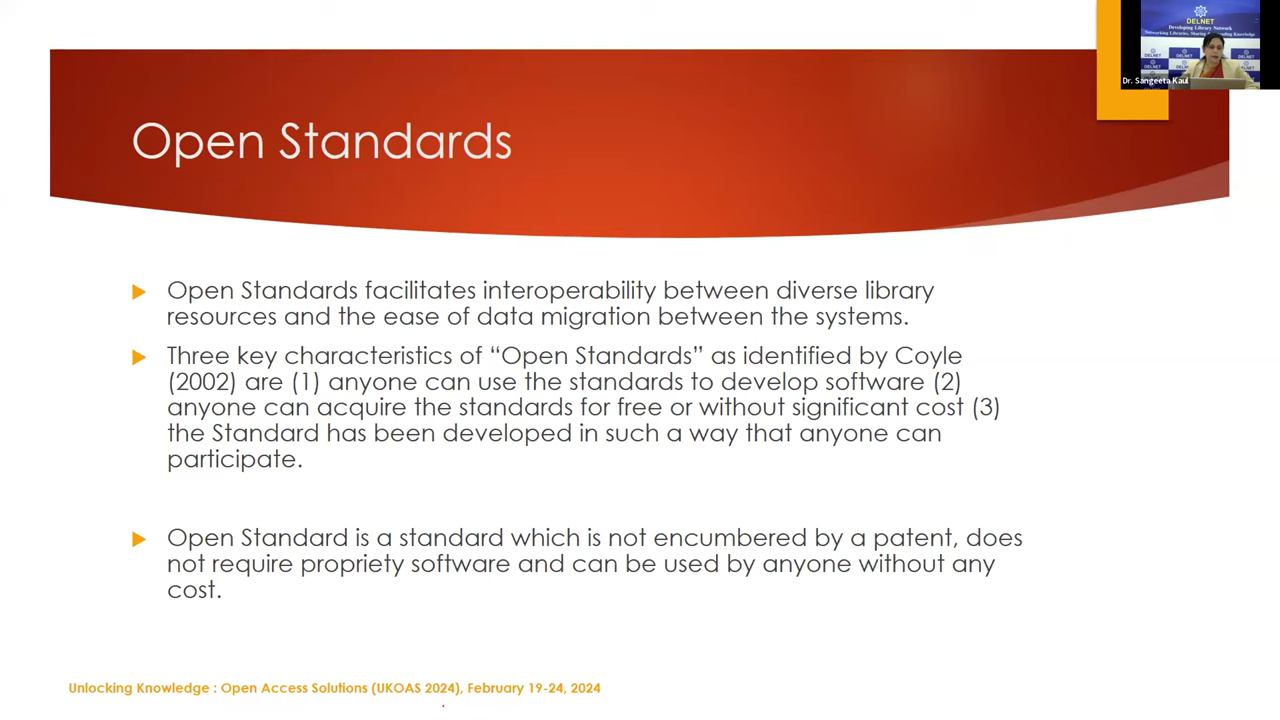 DELNET
Developing Library Network
DELNET
DELNET
DELNET
DELNET
DELNET
Dr. Sangeeta Kaul
Open Standards
Open Standards facilitates interoperability between diverse library
resources and the ease of data migration between the systems.
Three key characteristics of “Open Standards” as identified by Coyle
(2002) are (1) anyone can use the standards to develop software (2)
anyone can acquire the standards for free or without significant cost (3)
the Standard has been developed in such a way that anyone can
participate.
Open Standard is a standard which is not encumbered by a patent, does
not require propriety software and can be used by anyone without any
cost.
Unlocking Knowledge : Open Access Solutions (UKOAS 2024), February 19-24, 2024